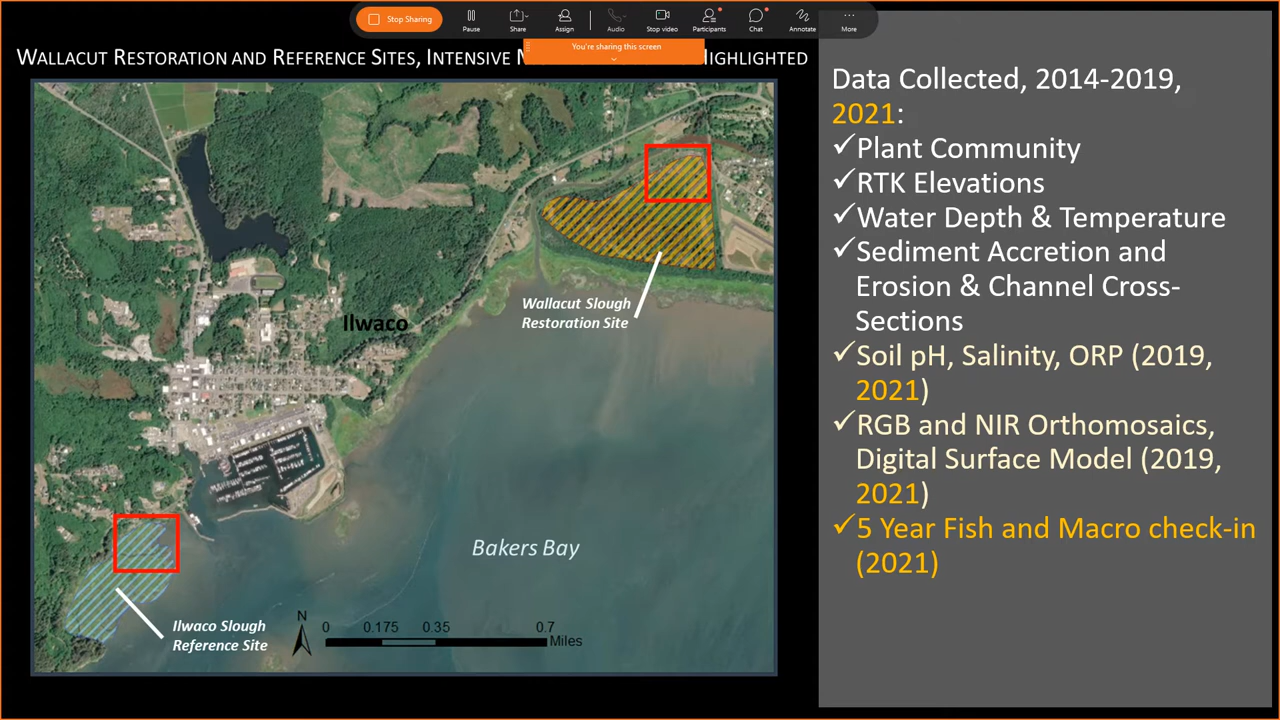 Stop Sharing
Pause
Share
Assign
Audio
Stop video
Participants
Chat
Annotate
More
You're sharing this screen
WALLACUT RESTORATION AND REFERENCE SITES, INTENSIVE HIGHLIGHTED
Data Collected, 2014-2019,
2021:
✓Plant Community
✓RTK Elevations
✓Water Depth & Temperature
✓Sediment Accretion and
Erosion & Channel Cross-
Sections
✓Soil pH, Salinity, ORP (2019,
2021)
✓RGB and NIR Orthomosaics,
Digital Surface Model (2019,
2021)
✓5 Year Fish and Macro check-in
(2021)
Wallacut Slough
Restoration Site
Ilwaco
Bakers Bay
Ilwaco Slough
Reference Site
N
0 0.175 0.35 0.7
Miles